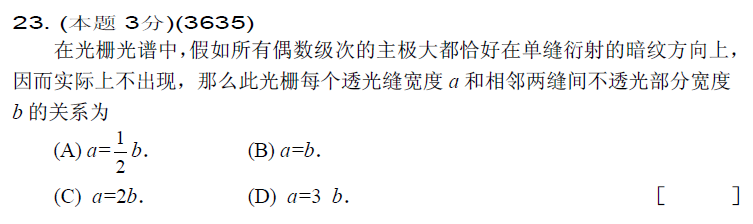 23. (本题 3分)(3635)
在光栅光谱中，假如所有偶数级次的主极大都恰好在单缝衍射的暗纹方向上，
因而实际上不出现，那么此光栅每个透光缝宽度 a 和相邻两缝间不透光部分宽度
b 的关系为
(A) a=\frac{1}{2} b. (B) a=b.
(C) a=2b. (D) a=3 b. [ ]